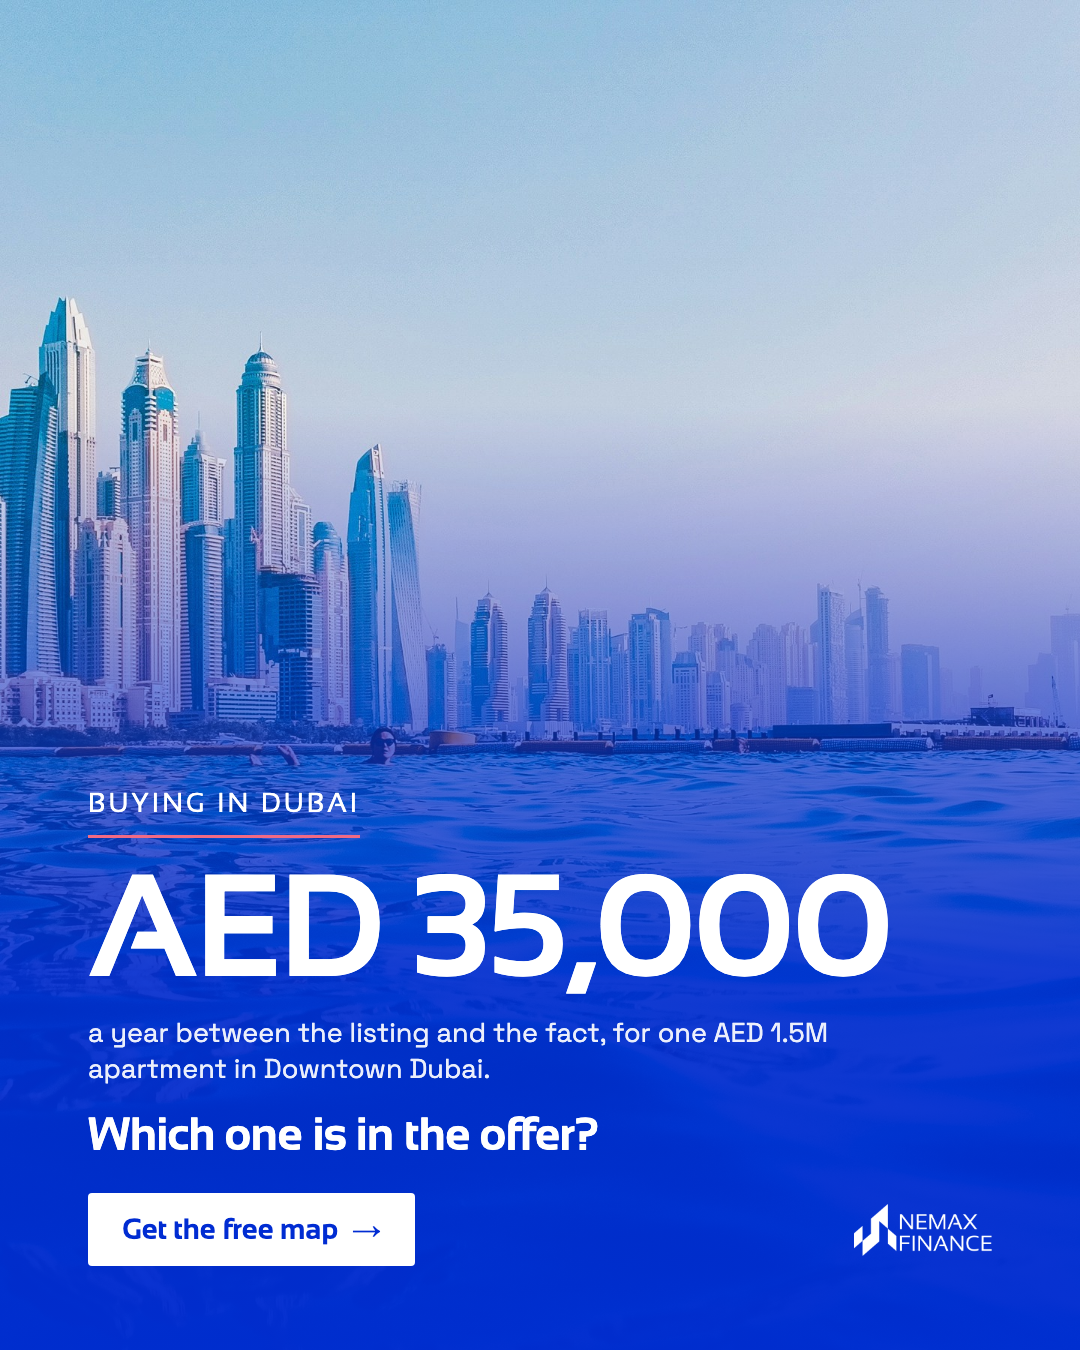 BUYING IN DUBAI
AED 35,000
a year between the listing and the fact, for one AED 1.5M
apartment in Downtown Dubai.
Which one is in the offer?
Get the free map →
NEMAX
FINANCE